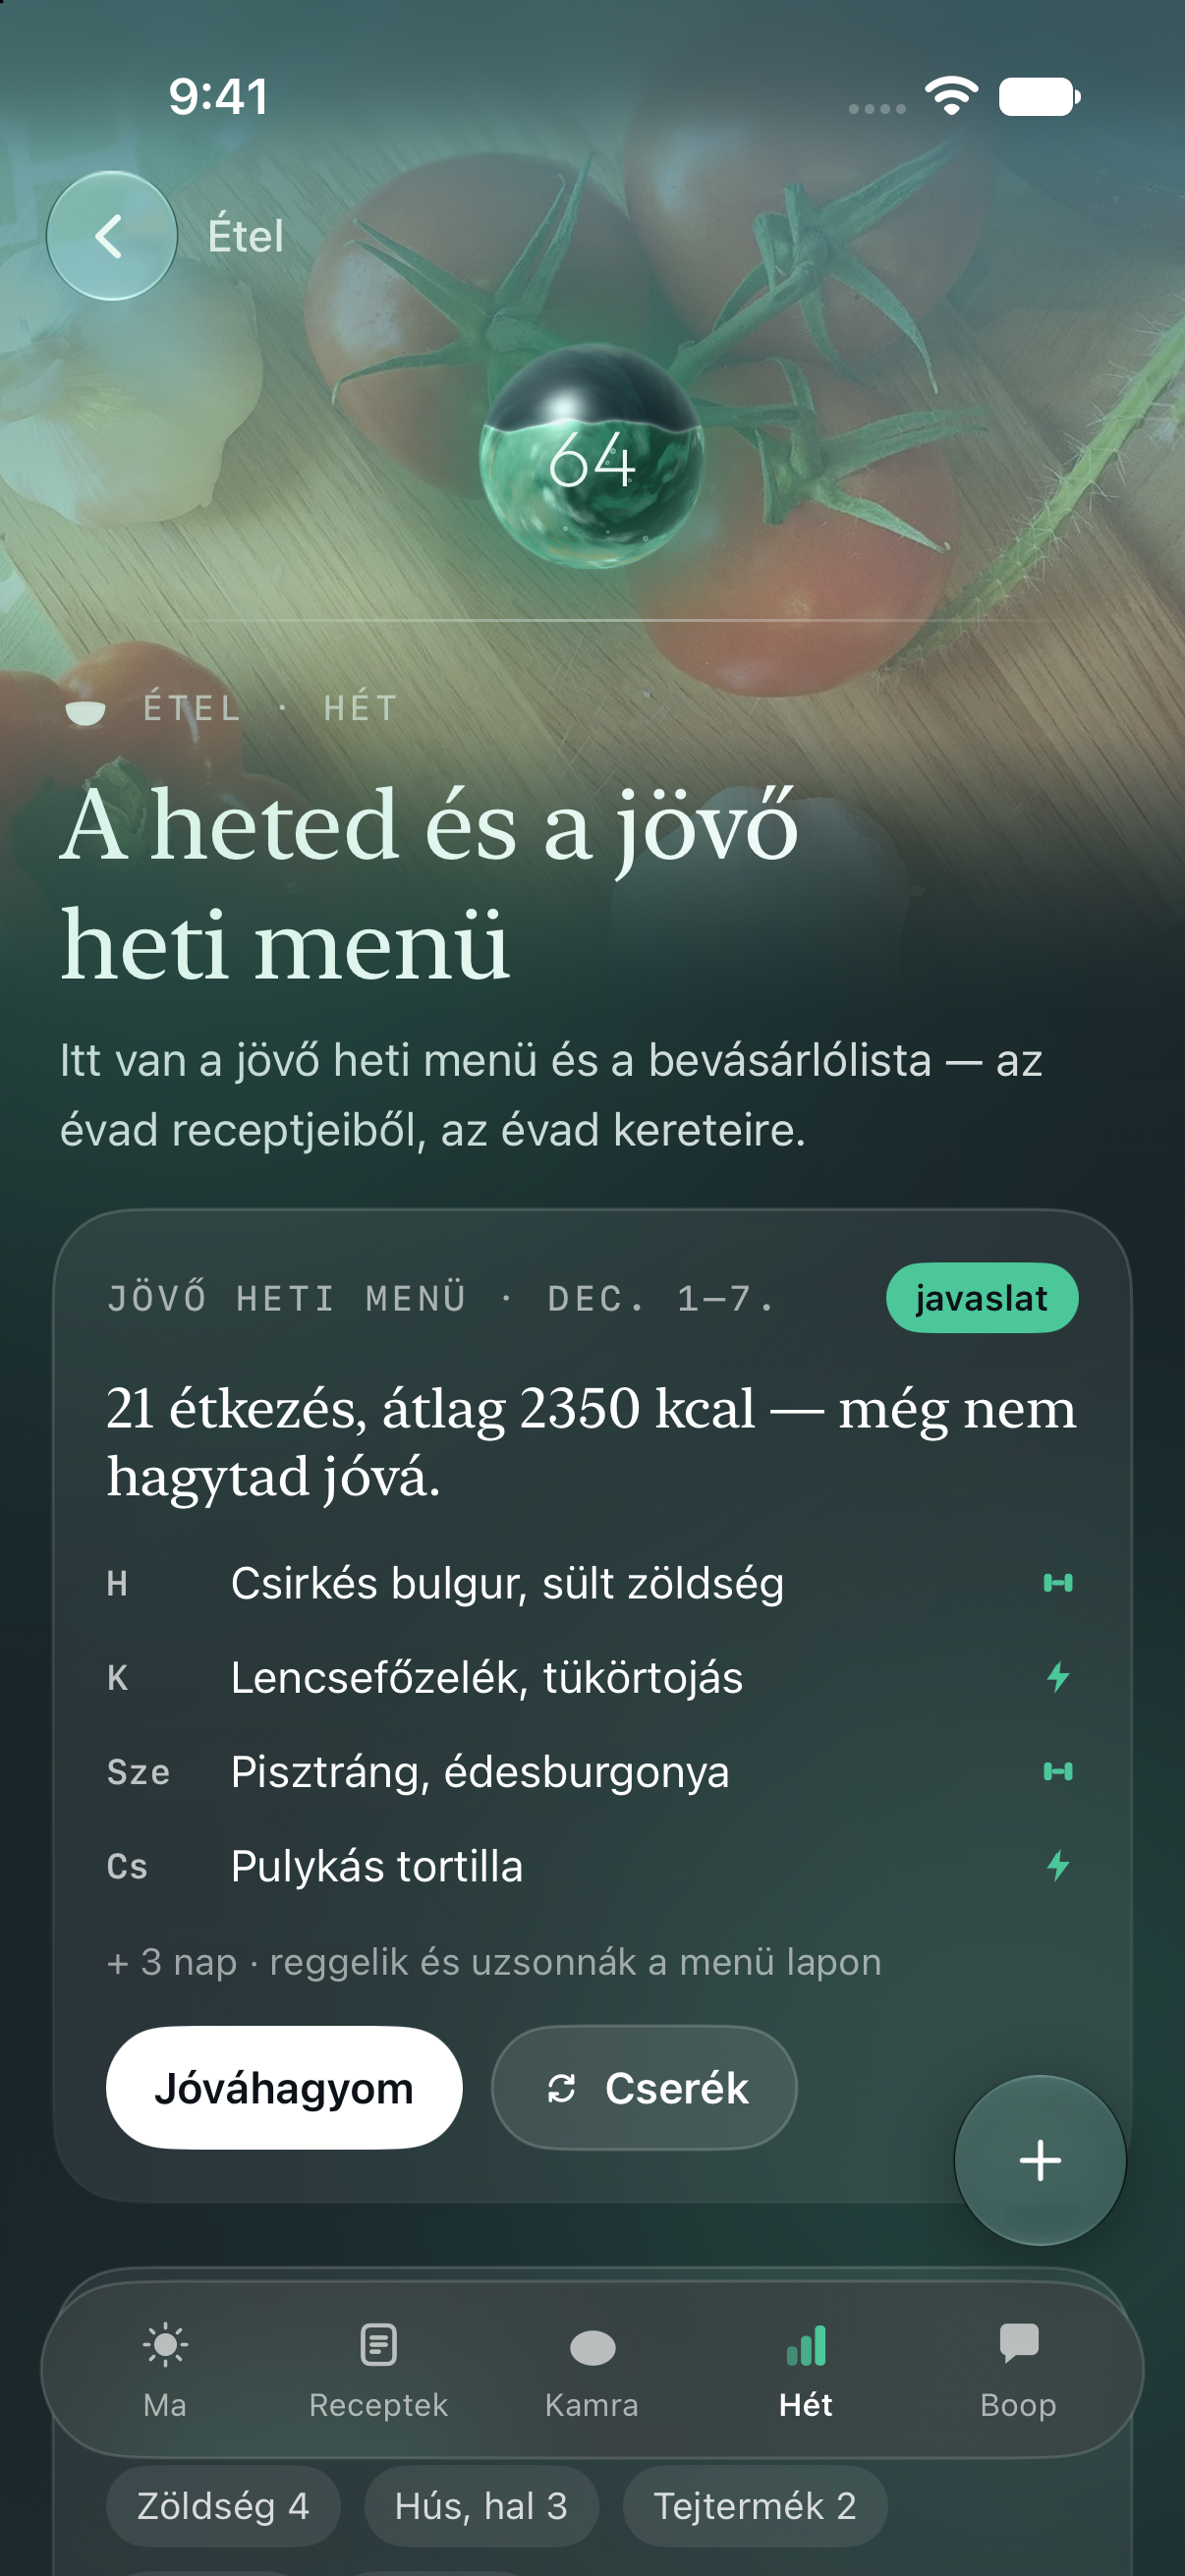 9:41
Étel
64
ÉTEL · HÉT
A heted és a jövő
heti menü
Itt van a jövő heti menü és a bevásárlólista — az
évad receptjeiből, az évad kereteire.
JÖVŐ HETI MENÜ · DEC. 1–7.
javaslat
21 étkezés, átlag 2350 kcal — még nem
hagytad jóvá.
H Csirkés bulgur, sült zöldség
K Lencsefőzelék, tükörtojás
Sze Pisztráng, édesburgonya
Cs Pulykás tortilla
+ 3 nap · reggelik és uzsonnák a menü lapon
Jóváhagyom Cserék
Ma Receptek Kamra Hét Boop
Zöldség 4 Hús, hal 3 Tejtermék 2